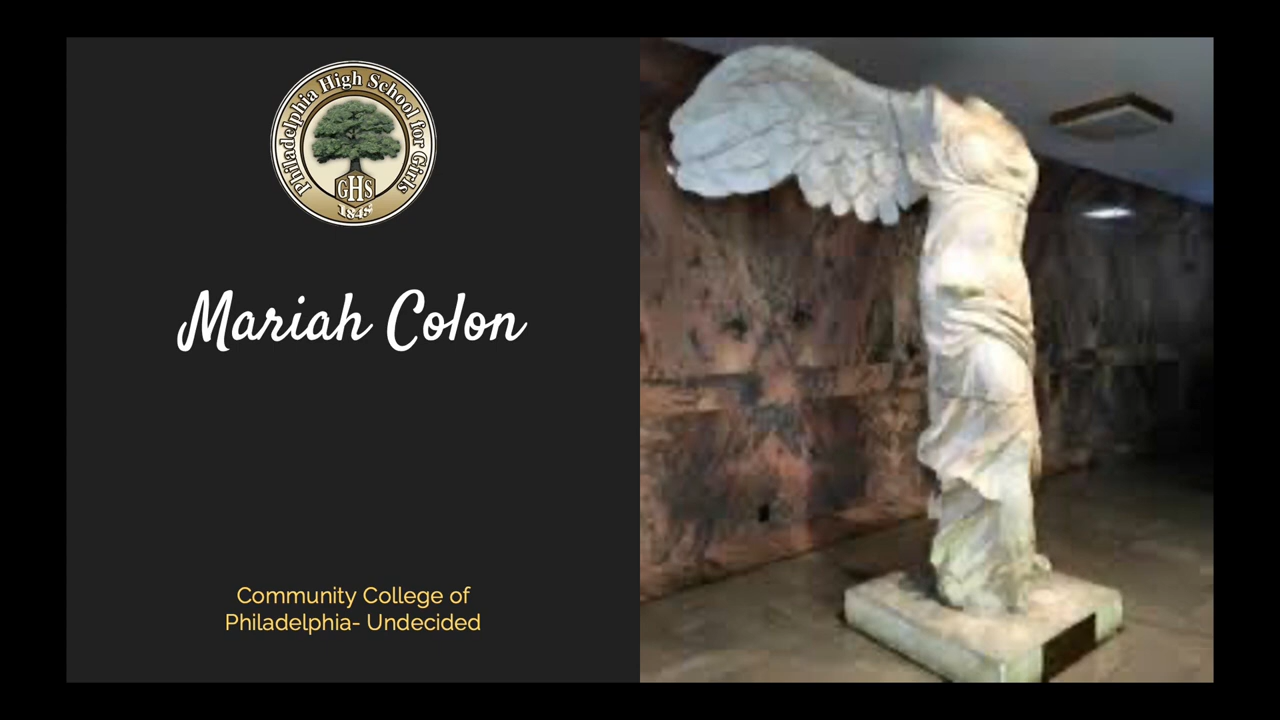 Philadelphia High School for Girls
GHS
1848
Mariah Colon
Community College of
Philadelphia- Undecided